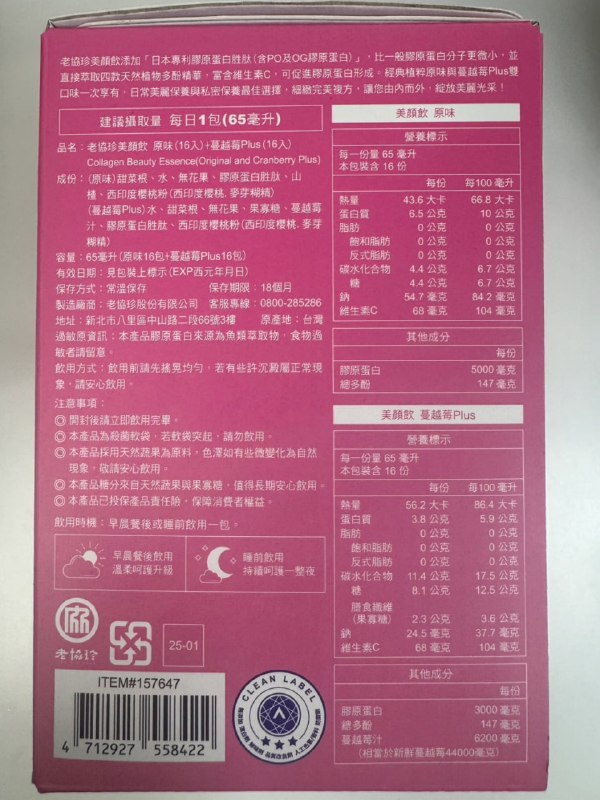 老協珍美顏飲添加「日本專利膠原蛋白胜肽(含PO及OG膠原蛋白)」，比一般膠原蛋白分子更微小，並
直接萃取四款天然植物多酚精華，富含維生素C，可促進膠原蛋白形成。經典植粹原味與蔓越莓Plus雙
口味一次享有，日常美麗保養與私密保養最佳選擇，細緻完美複方，讓您由內而外，綻放美麗光采！
建議攝取量 每日1包(65毫升)
品名：老協珍美顏飲 原味(16入)+蔓越莓Plus(16入)
Collagen Beauty Essence(Original and Cranberry Plus)
成份：(原味)甜菜根、水、無花果、膠原蛋白胜肽、山
楂、西印度櫻桃粉(西印度櫻桃. 麥芽糊精)
(蔓越莓Plus)水、甜菜根、無花果、果寡糖、蔓越莓
汁、膠原蛋白胜肽、西印度櫻桃粉(西印度櫻桃. 麥芽
糊精)
容量：65毫升(原味16包+蔓越莓Plus16包)
有效日期：見包裝上標示(EXP西元年月日)
保存方式：常溫保存 保存期限：18個月
製造廠商：老協珍股份有限公司 客服專線：0800-285286
地址：新北市八里區中山路二段66號3樓 原產地：台灣
過敏原資訊：本產品膠原蛋白來源為魚類萃取物，食物過
敏者請留意。
飲用方式：飲用前請先搖晃均勻，若有些許沉澱屬正常現
象，請安心飲用。
注意事項：
◎ 開封後請立即飲用完畢。
◎ 本產品為殺菌軟袋，若軟袋突起，請勿飲用。
◎ 本產品採用天然蔬果為原料，色澤如有些微變化為自然
現象，敬請安心飲用。
◎ 本產品糖分來自天然蔬果與果寡糖，值得長期安心飲用。
◎ 本產品已投保產品責任險，保障消費者權益。
飲用時機：早晨餐後或睡前飲用一包。
早晨餐後飲用
溫柔呵護升級
睡前飲用
持續呵護一整夜
老協珍
25-01
ITEM#157647
4 712927 558422
CLEAN LABEL
美顏飲 原味
營養標示
每一份量 65 毫升
本包裝含 16 份
每份 每100 毫升
熱量 43.6 大卡 66.8 大卡
蛋白質 6.5 公克 10 公克
脂肪 0 公克 0 公克
飽和脂肪 0 公克 0 公克
反式脂肪 0 公克 0 公克
碳水化合物 4.4 公克 6.7 公克
糖 4.4 公克 6.7 公克
鈉 54.7 毫克 84.2 毫克
維生素C 68 毫克 104 毫克
其他成分
每份
膠原蛋白 5000 毫克
總多酚 147 毫克
美顏飲 蔓越莓Plus
營養標示
每一份量 65 毫升
本包裝含 16 份
每份 每100 毫升
熱量 56.2 大卡 86.4 大卡
蛋白質 3.8 公克 5.9 公克
脂肪 0 公克 0 公克
飽和脂肪 0 公克 0 公克
反式脂肪 0 公克 0 公克
碳水化合物 11.4 公克 17.5 公克
糖 8.1 公克 12.5 公克
膳食纖維
(果寡糖) 2.3 公克 3.6 公克
鈉 24.5 毫克 37.7 毫克
維生素C 68 毫克 104 毫克
其他成分
每份
膠原蛋白 3000 毫克
總多酚 147 毫克
蔓越莓汁 6200 毫克
(相當於新鮮蔓越莓44000毫克)